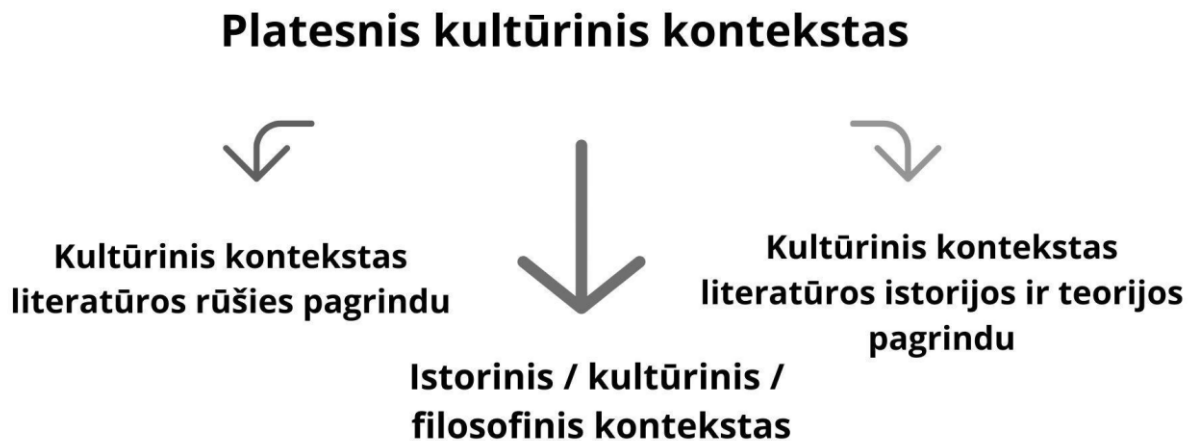 Platesnis kultūrinis kontekstas
Kultūrinis kontekstas
literatūros rūšies pagrindu
Istorinis / kultūrinis /
filosofinis kontekstas
Kultūrinis kontekstas
literatūros istorijos ir teorijos
pagrindu